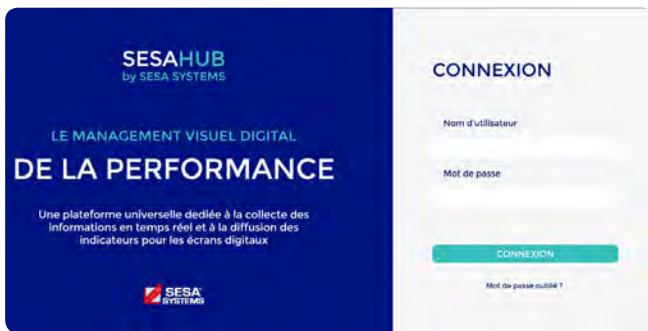 SESAHUB
by SESA SYSTEMS
LE MANAGEMENT VISUEL DIGITAL
DE LA PERFORMANCE
Une plateforme universelle dediée à la collecte des
informations en temps réel et à la diffusion des
indicateurs pour les écrans digitaux
SESA
SYSTEMS
CONNEXION
Nom d'utilisateur
Mot de passe
CONNEXION
Mot de passe oublié ?